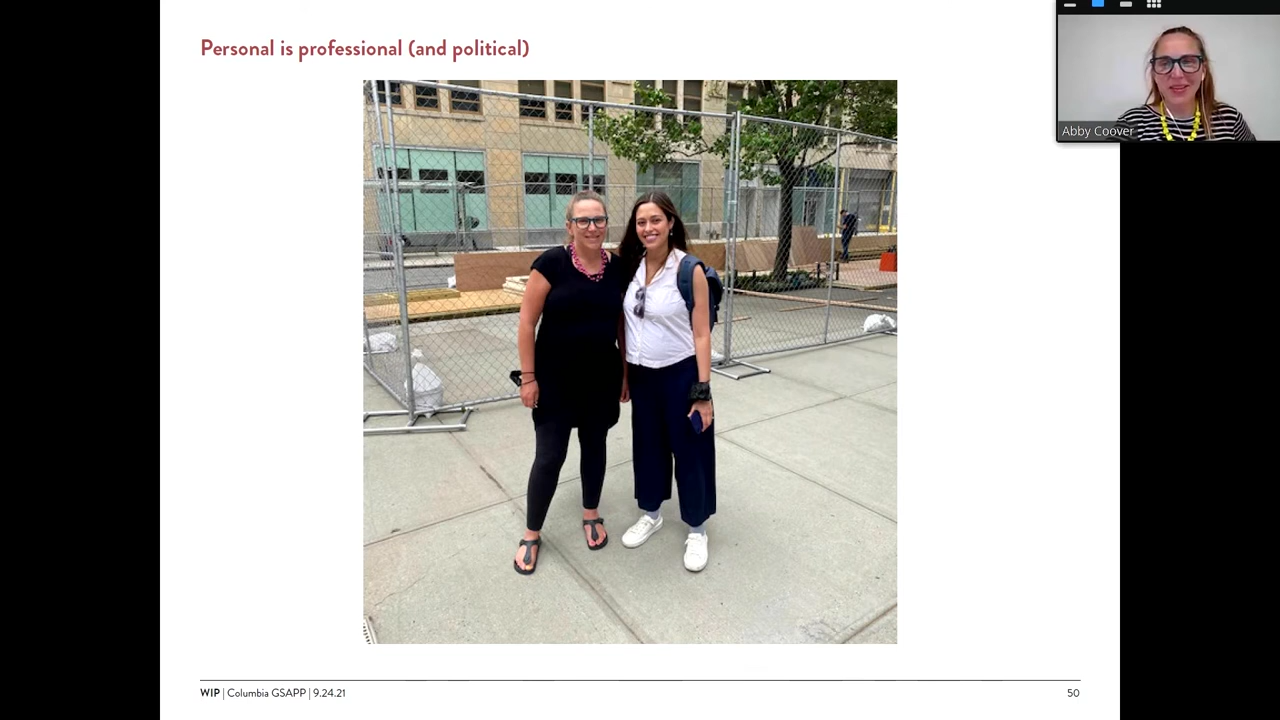 Personal is professional (and political)
Abby Coover
WIP | Columbia GSAPP | 9.24.21
50